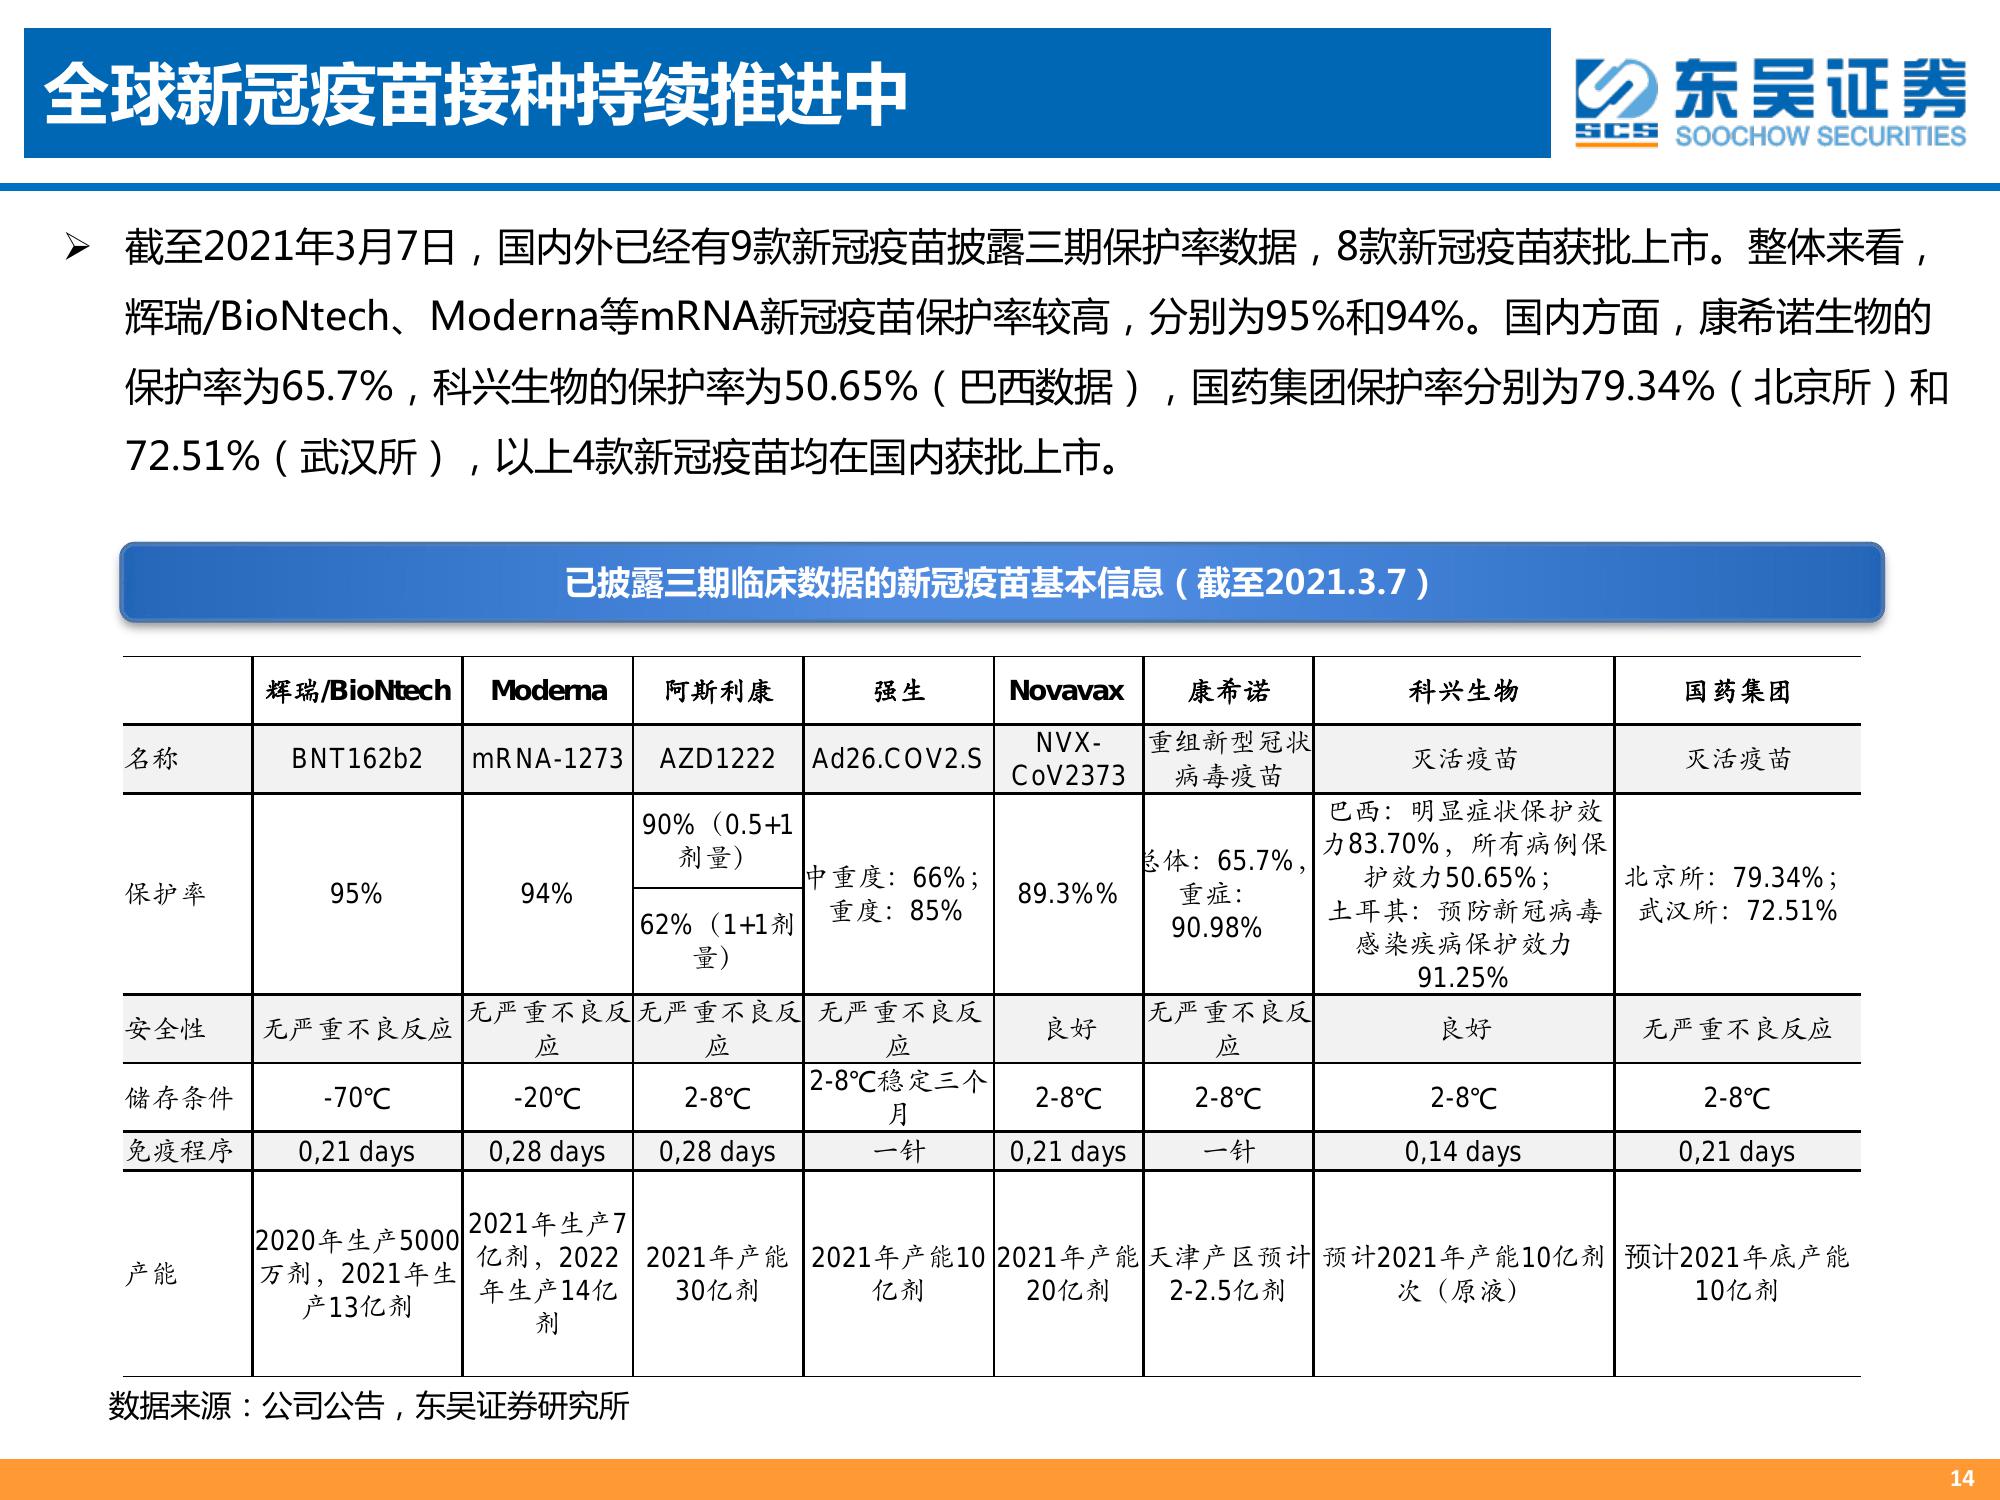 全球新冠疫苗接种持续推进中
SCS
东吴证券
SOOCHOW SECURITIES
➢ 截至2021年3月7日，国内外已经有9款新冠疫苗披露三期保护率数据，8款新冠疫苗获批上市。整体来看，
辉瑞/BioNtech、Moderna等mRNA新冠疫苗保护率较高，分别为95%和94%。国内方面，康希诺生物的
保护率为65.7%，科兴生物的保护率为50.65%（巴西数据），国药集团保护率分别为79.34%（北京所）和
72.51%（武汉所），以上4款新冠疫苗均在国内获批上市。
已披露三期临床数据的新冠疫苗基本信息（截至2021.3.7）
辉瑞/BioNtech Moderna 阿斯利康 强生 Novavax 康希诺 科兴生物 国药集团
名称 BNT162b2 mRNA-1273 AZD1222 Ad26.COV2.S NVX-CoV2373 重组新型冠状病毒疫苗 灭活疫苗 灭活疫苗
保护率 95% 94% 90%（0.5+1剂量） 62%（1+1剂量） 中重度：66%；重度：85% 89.3%% 总体：65.7%，重症：90.98% 巴西：明显症状保护效力83.70%，所有病例保护效力50.65%；土耳其：预防新冠病毒感染疾病保护效力91.25% 北京所：79.34%；武汉所：72.51%
安全性 无严重不良反应 无严重不良反应 无严重不良反应 无严重不良反应 良好 无严重不良反应 良好 无严重不良反应
储存条件 -70℃ -20℃ 2-8℃ 2-8℃稳定三个月 2-8℃ 2-8℃ 2-8℃ 2-8℃
免疫程序 0,21 days 0,28 days 0,28 days 一针 0,21 days 一针 0,14 days 0,21 days
产能 2020年生产5000万剂，2021年生产13亿剂 2021年生产7亿剂，2022年生产14亿剂 2021年产能30亿剂 2021年产能10亿剂 2021年产能20亿剂 天津产区预计2-2.5亿剂 预计2021年产能10亿剂次（原液） 预计2021年底产能10亿剂
数据来源：公司公告，东吴证券研究所
14